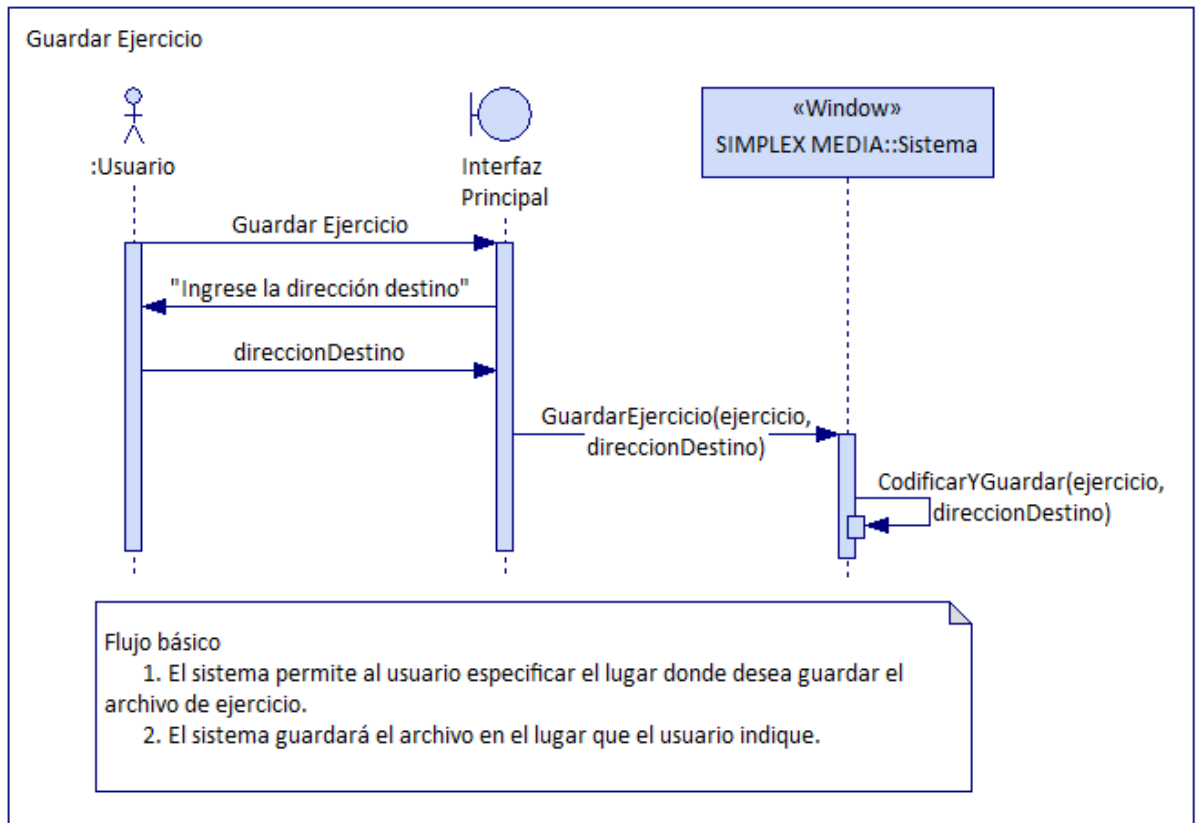 Guardar Ejercicio
:Usuario
Interfaz
Principal
«Window»
SIMPLEX MEDIA::Sistema
Guardar Ejercicio
"Ingrese la dirección destino"
direccionDestino
GuardarEjercicio(ejercicio,
direccionDestino)
CodificarYGuardar(ejercicio,
direccionDestino)
Flujo básico
1. El sistema permite al usuario especificar el lugar donde desea guardar el
archivo de ejercicio.
2. El sistema guardará el archivo en el lugar que el usuario indique.